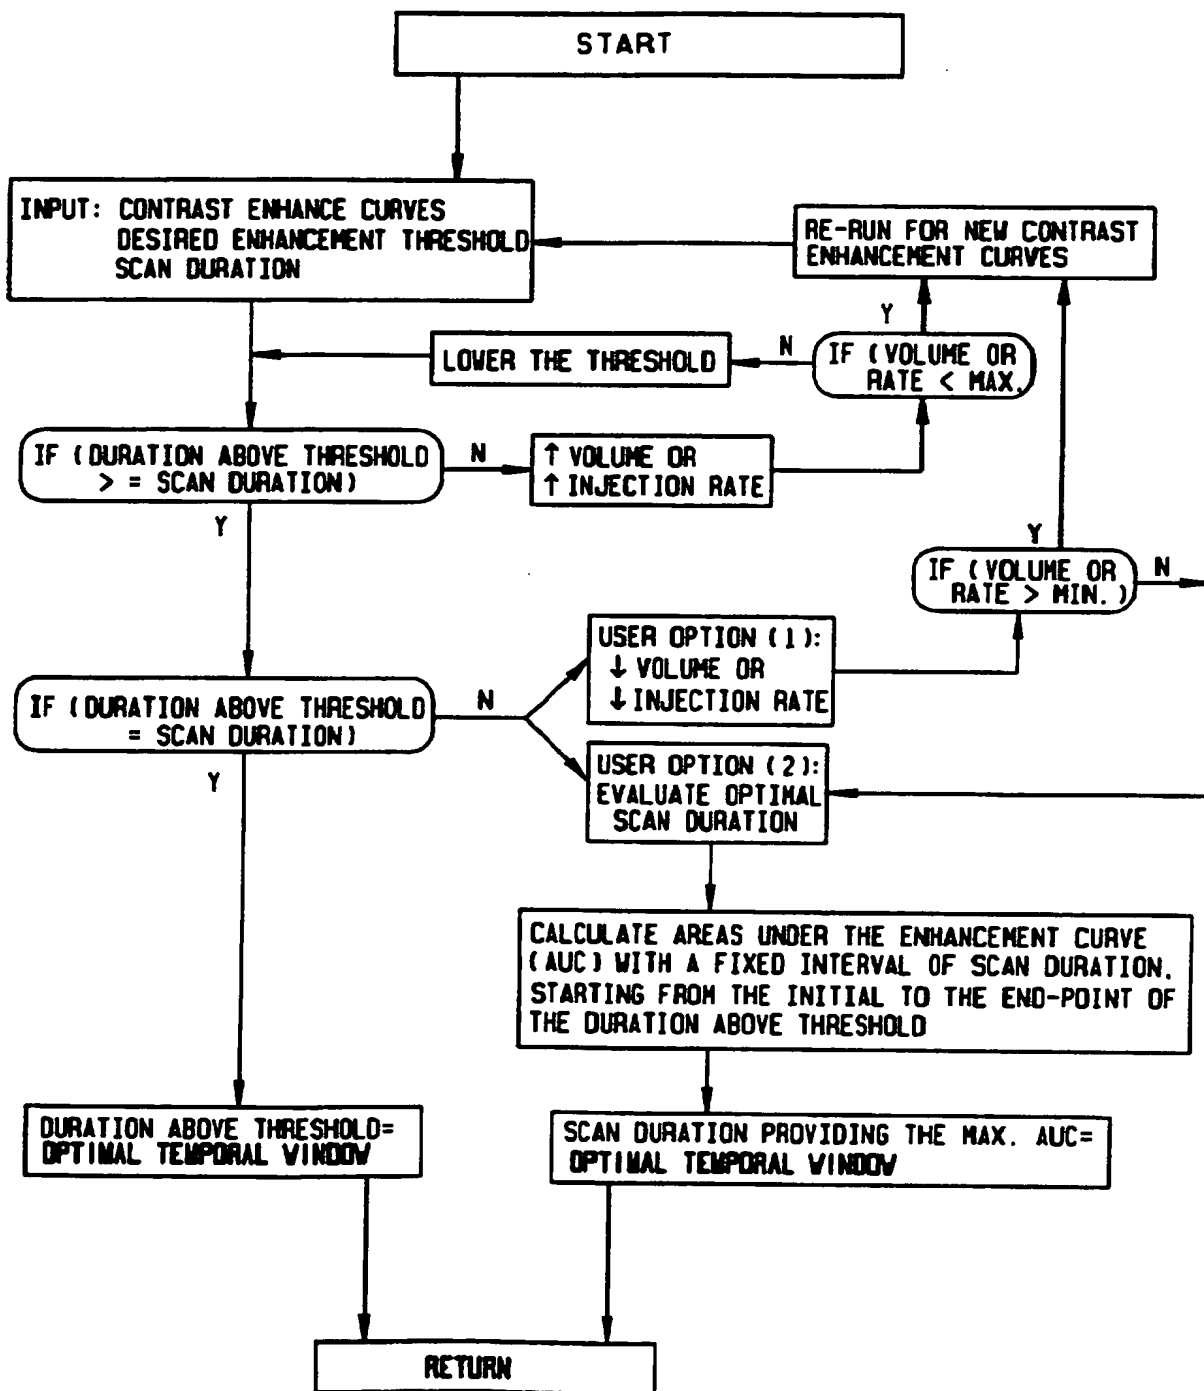 START
INPUT: CONTRAST ENHANCE CURVES
DESIRED ENHANCEMENT THRESHOLD
SCAN DURATION
RE-RUN FOR NEW CONTRAST
ENHANCEMENT CURVES
Y
LOWER THE THRESHOLD
N
IF (VOLUME OR
RATE < MAX.
IF (DURATION ABOVE THRESHOLD
> = SCAN DURATION)
N
↑ VOLUME OR
↑ INJECTION RATE
Y
Y
IF (VOLUME OR
RATE > MIN.)
N
USER OPTION (1):
↓ VOLUME OR
↓ INJECTION RATE
IF (DURATION ABOVE THRESHOLD
= SCAN DURATION)
N
Y
USER OPTION (2):
EVALUATE OPTIMAL
SCAN DURATION
CALCULATE AREAS UNDER THE ENHANCEMENT CURVE
(AUC) WITH A FIXED INTERVAL OF SCAN DURATION.
STARTING FROM THE INITIAL TO THE END-POINT OF
THE DURATION ABOVE THRESHOLD
DURATION ABOVE THRESHOLD=
OPTIMAL TEMPORAL WINDOW
SCAN DURATION PROVIDING THE MAX. AUC=
OPTIMAL TEMPORAL WINDOW
RETURN